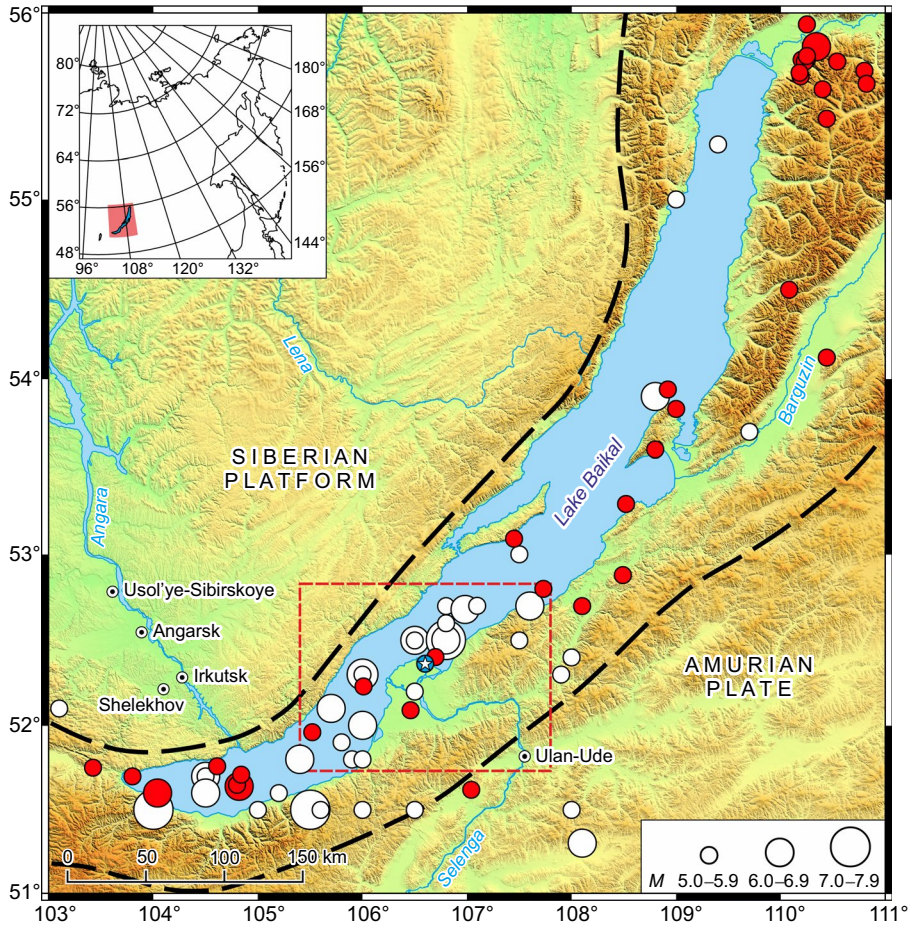 56°
55°
54°
53°
52°
51°
80°
72
64
56°
48°
96°
108°
120°
132°
180°
168°
156°
144°
Lena
Barguzin
SIBERIAN
PLATFORM
Lake Baikal
Angara
Usol'ye-Sibirskoye
Angarsk
Irkutsk
Shelekhov
AMURIAN
PLATE
Ulan-Ude
Selenga
0 50 100 150 km
M 5.0–5.9 6.0–6.9 7.0–7.9
103° 104° 105° 106° 107° 108° 109° 110° 111°